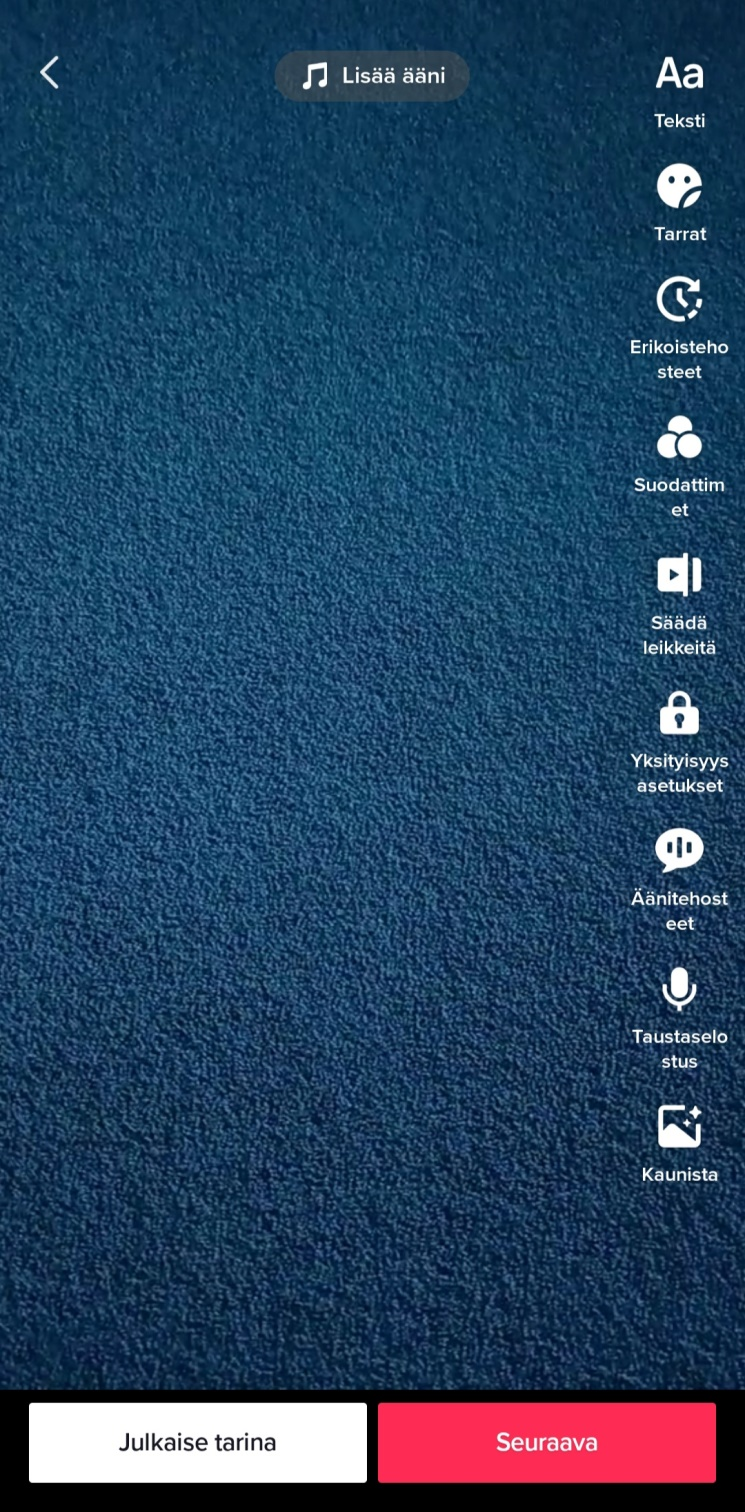 Lisää ääni
Aa
Teksti
Tarrat
Erikoisteho
steet
Suodattim
et
Säädä
leikkeitä
Yksityisyys
asetukset
Äänitehost
eet
Taustaselo
stus
Kaunista
Julkaise tarina
Seuraava